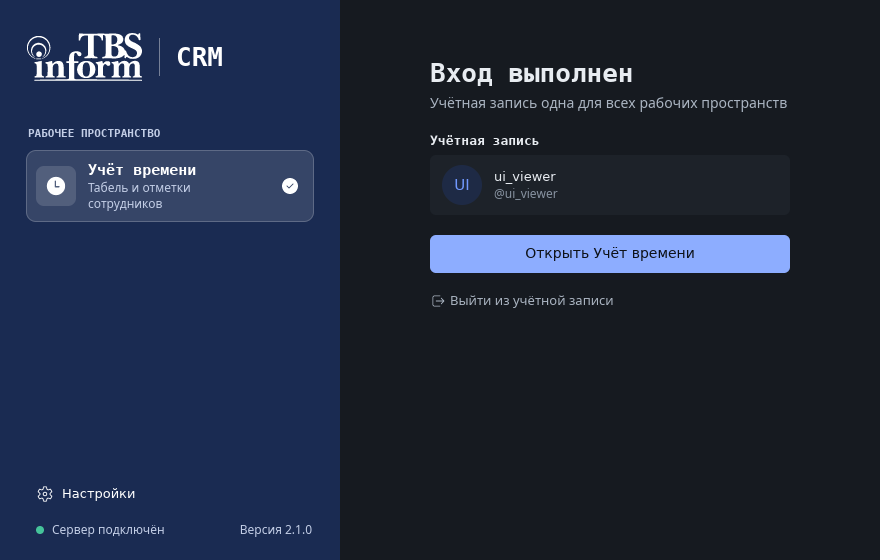 TBS
inform
CRM
РАБОЧЕЕ ПРОСТРАНСТВО
Учёт времени
Табель и отметки
сотрудников
Настройки
Сервер подключён
Версия 2.1.0
Вход выполнен
Учётная запись одна для всех рабочих пространств
Учётная запись
UI
ui_viewer
@ui_viewer
Открыть Учёт времени
Выйти из учётной записи